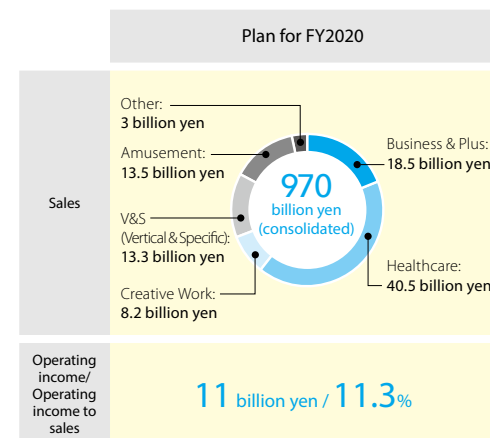 Plan for FY2020
Sales
Other:
3 billion yen
Amusement:
13.5 billion yen
V&S
(Vertical & Specific):
13.3 billion yen
Creative Work:
8.2 billion yen
970
billion yen
(consolidated)
Business & Plus:
18.5 billion yen
Healthcare:
40.5 billion yen
Operating
income/
Operating
income to
sales
11 billion yen / 11.3%